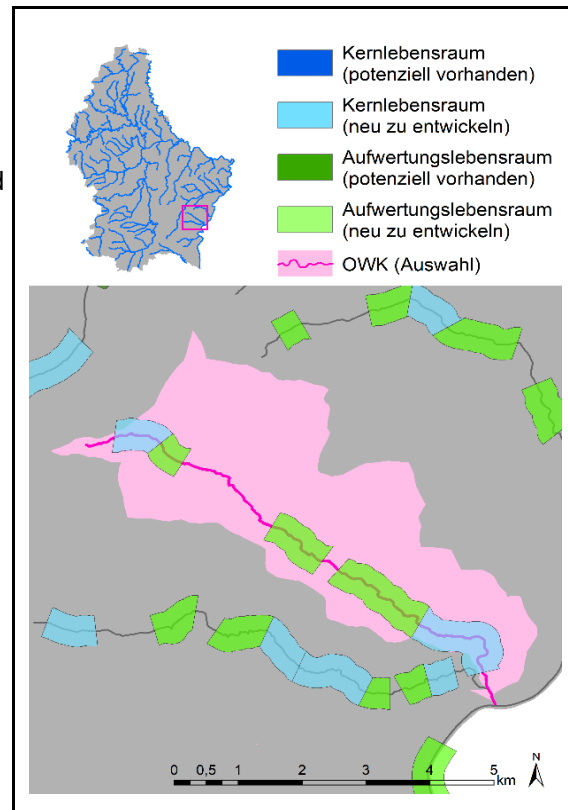 Kernlebensraum
(potenziell vorhanden)
Kernlebensraum
(neu zu entwickeln)
Aufwertungslebensraum
(potenziell vorhanden)
Aufwertungslebensraum
(neu zu entwickeln)
OWK (Auswahl)
d
0 0,5 1 2 3 4 5
km
N